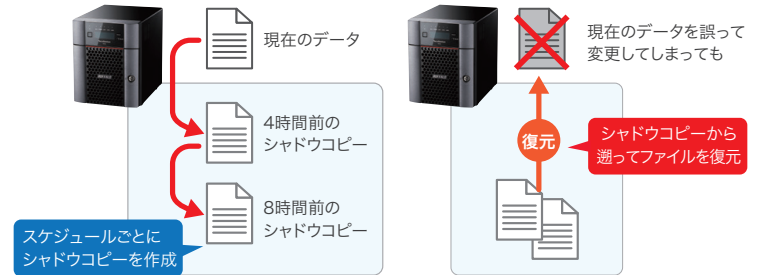 現在のデータ
4時間前の
シャドウコピー
8時間前の
シャドウコピー
スケジュールごとに
シャドウコピーを作成
BUFFALO
現在のデータを誤って
変更してしまっても
復元
シャドウコピーから
遡ってファイルを復元
BUFFALO